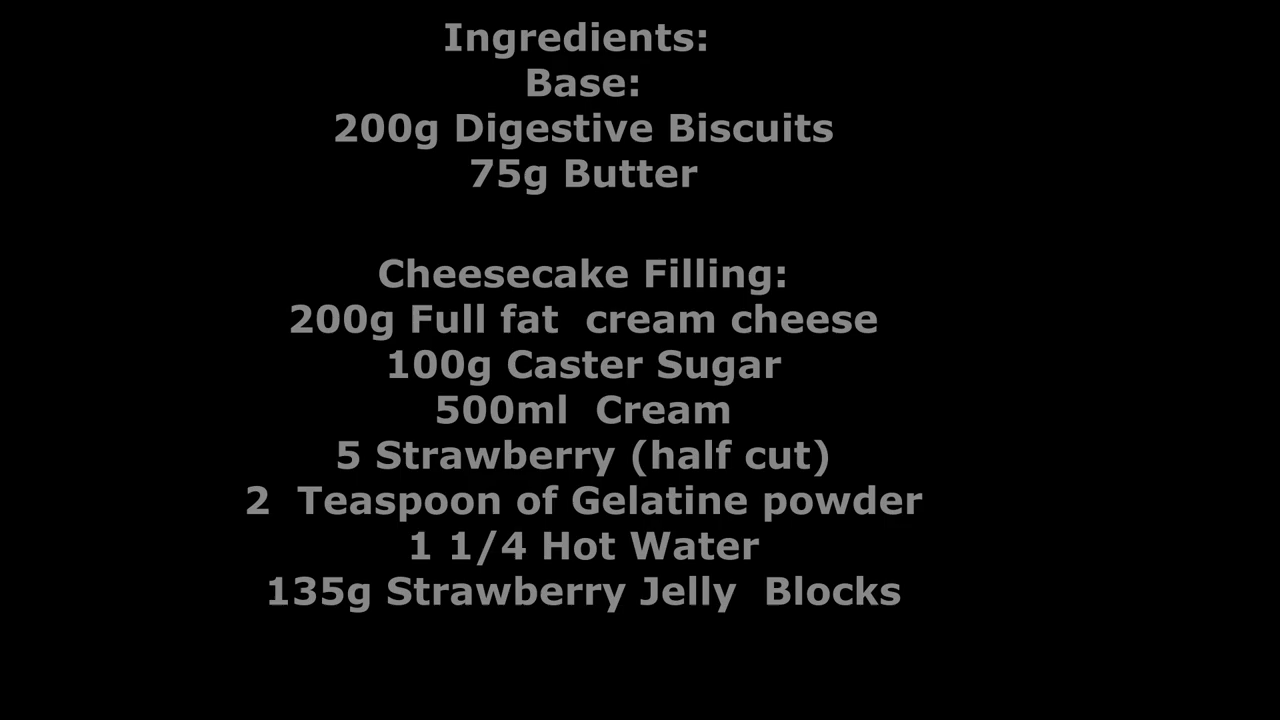 Ingredients:
Base:
200g Digestive Biscuits
75g Butter
Cheesecake Filling:
200g Full fat  cream cheese
100g Caster Sugar
500ml  Cream
5 Strawberry (half cut)
2  Teaspoon of Gelatine powder
1 1/4 Hot Water
135g Strawberry Jelly  Blocks